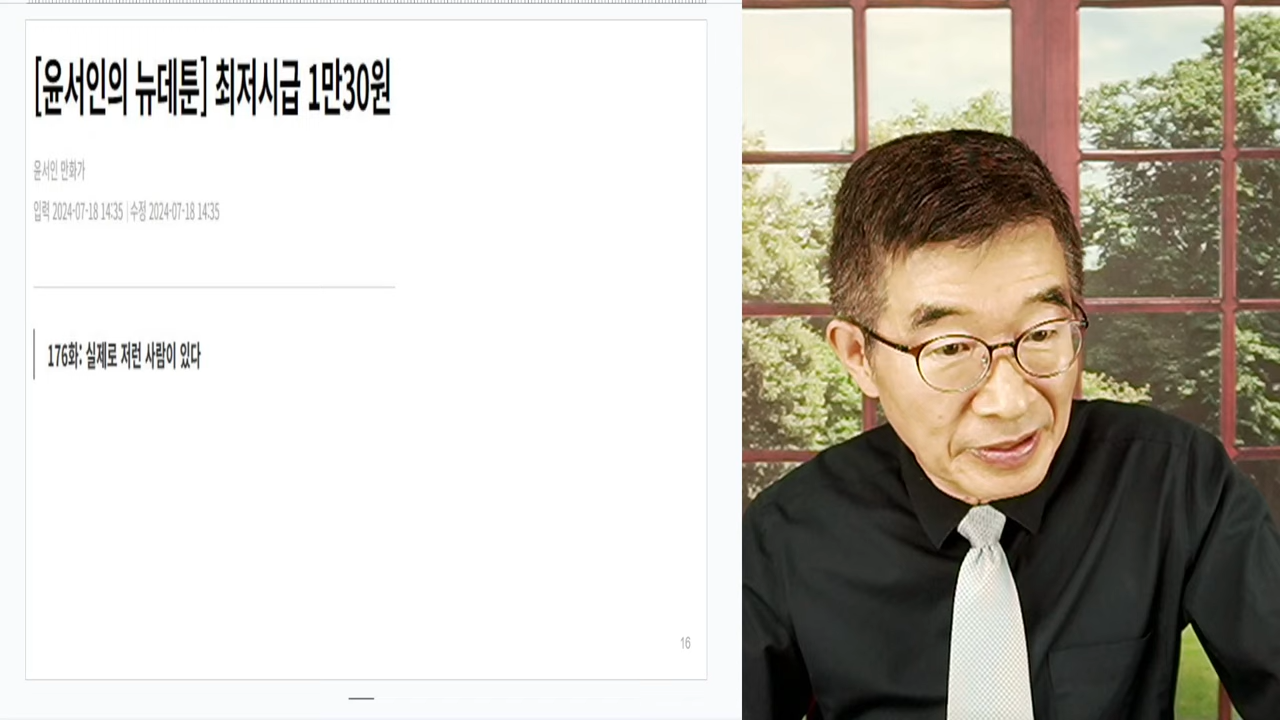 [윤서인의 뉴데툰] 최저시급 1만30원
윤서인 만화가
입력 2024-07-18 14:35 | 수정 2024-07-18 14:35
176화: 실제로 저런 사람이 있다
16